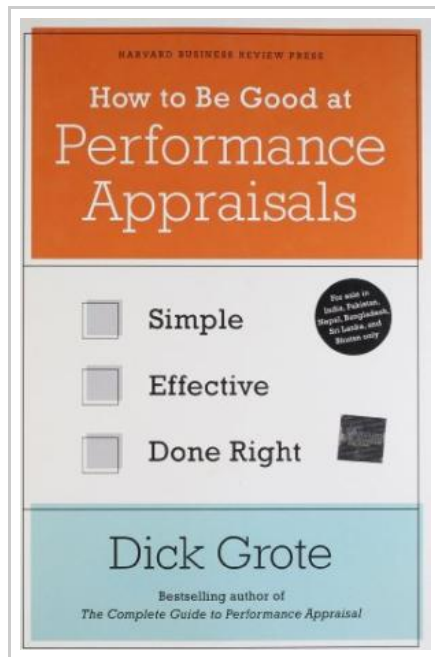 HARVARD BUSINESS REVIEW PRESS
How to Be Good at
Performance
Appraisals
For sale in
India, Pakistan,
Nepal, Bangladesh,
Sri Lanka, and
Bhutan only
Simple
Effective
Done Right
Dick Grote
Bestselling author of
The Complete Guide to Performance Appraisal